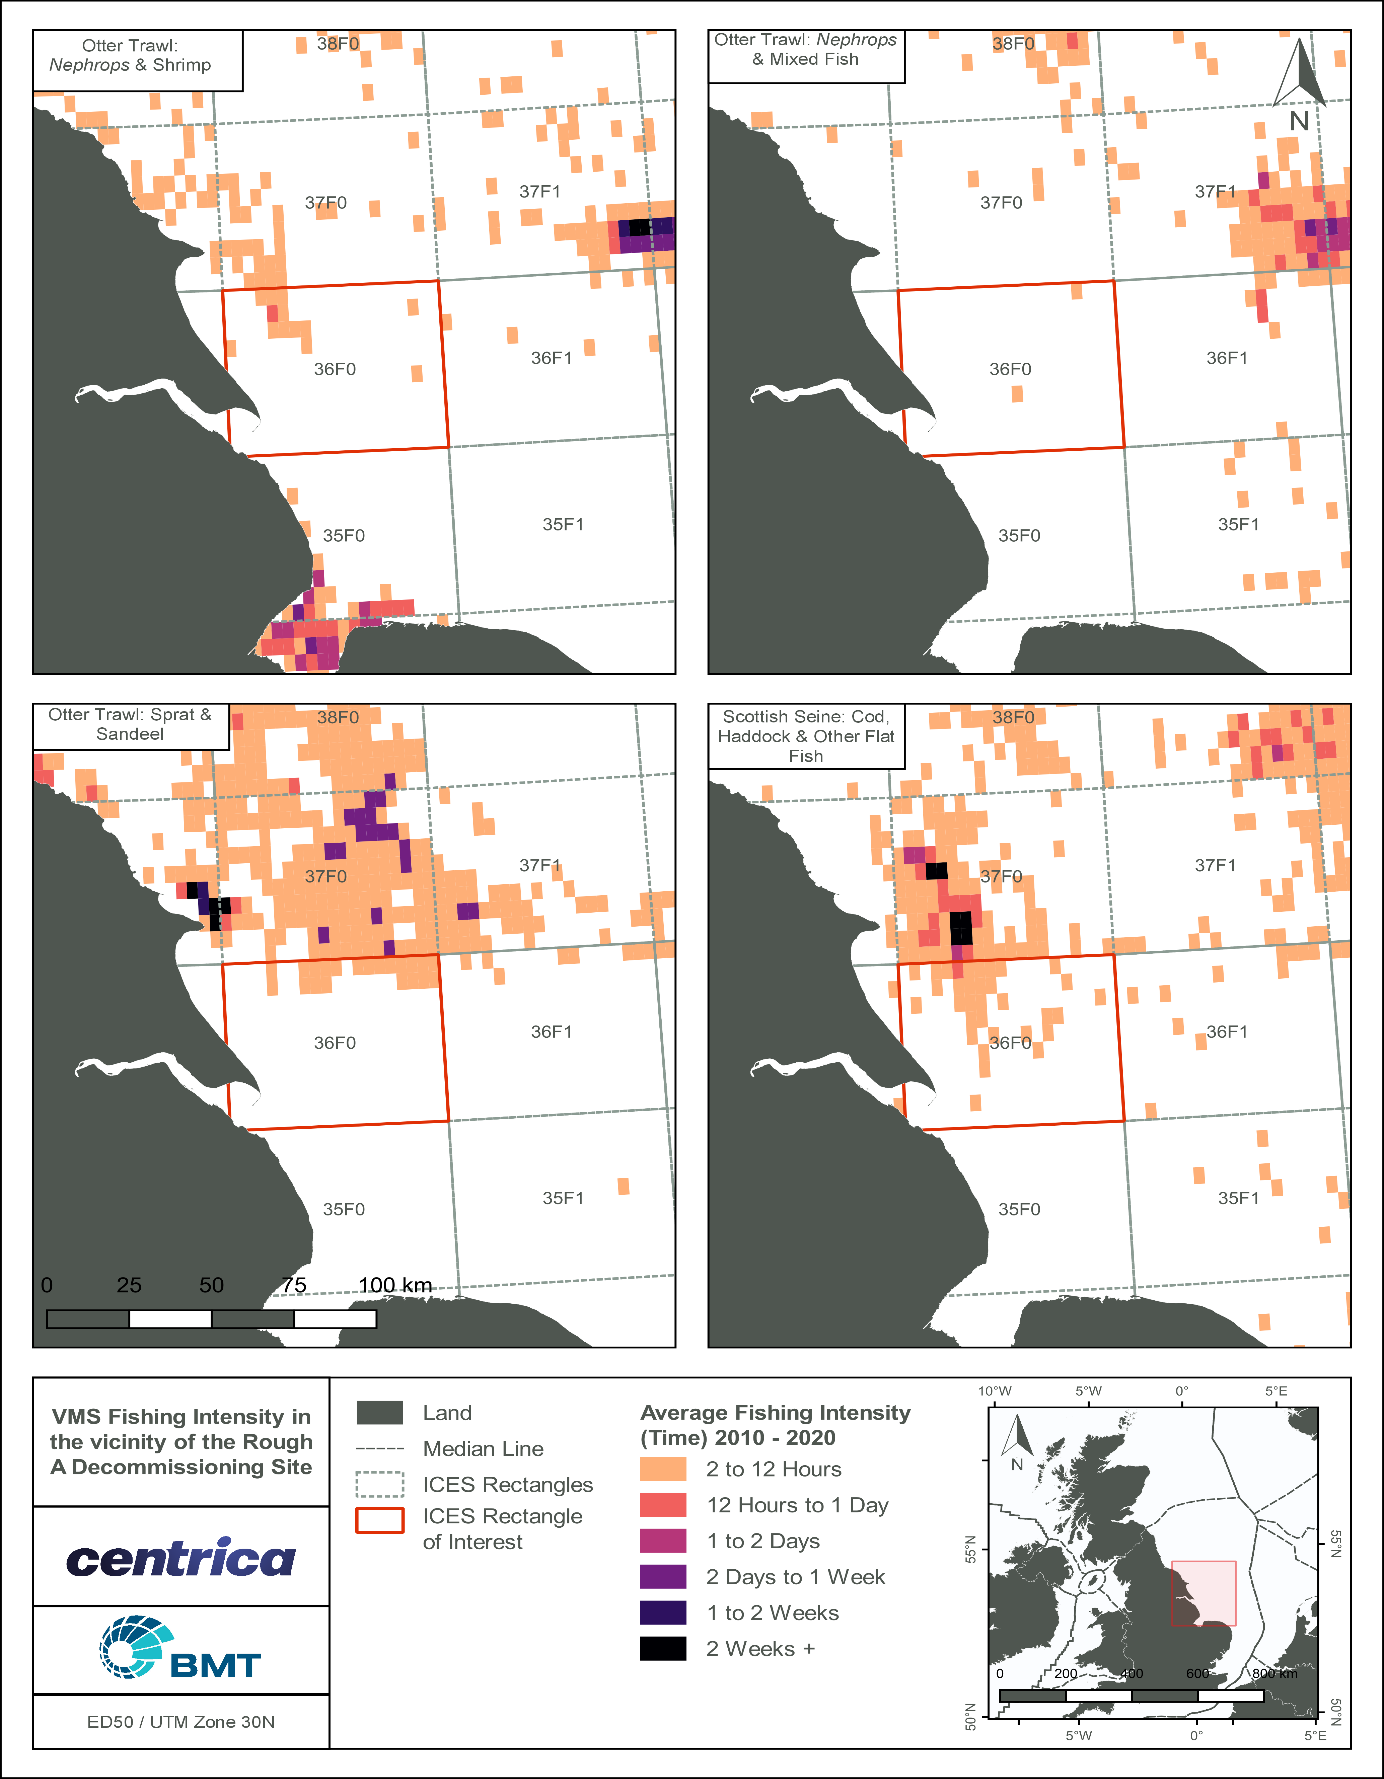 Otter Trawl:
Nephrops & Shrimp
38F0
37F0
37F1
36F0
36F1
35F0
35F1
Otter Trawl: Nephrops
& Mixed Fish
38F0
N
37F0
37F1
36F0
36F1
35F0
35F1
Otter Trawl: Sprat &
Sandeel
38F0
37F0
37F1
36F0
36F1
35F0
35F1
0 25 50 75 100 km
Scottish Seine: Cod,
Haddock & Other Flat
Fish
38F0
37F0
37F1
36F0
36F1
35F0
35F1
VMS Fishing Intensity in
the vicinity of the Rough
A Decommissioning Site
centrica
BMT
ED50 / UTM Zone 30N
Land
Median Line
ICES Rectangles
ICES Rectangle
of Interest
Average Fishing Intensity
(Time) 2010 - 2020
2 to 12 Hours
12 Hours to 1 Day
1 to 2 Days
2 Days to 1 Week
1 to 2 Weeks
2 Weeks +
10°W 5°W 0° 5°E
N
55°N
55°N
0 200 400 600 800 km
50°N
50°N
5°W 0° 5°E